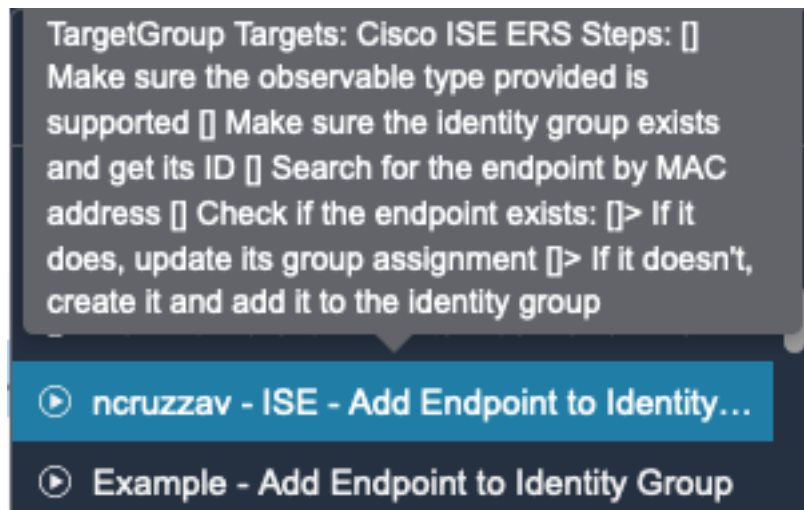 TargetGroup Targets: Cisco ISE ERS Steps: []
Make sure the observable type provided is
supported [] Make sure the identity group exists
and get its ID [] Search for the endpoint by MAC
address [] Check if the endpoint exists: []> If it
does, update its group assignment []> If it doesn't,
create it and add it to the identity group
ncruzzav - ISE - Add Endpoint to Identity...
Example - Add Endpoint to Identity Group